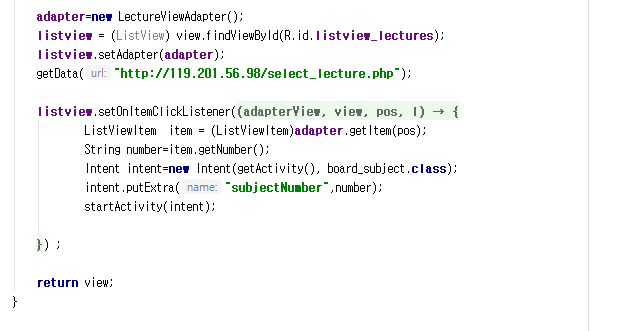 adapter=new LectureViewAdapter();
listview = (ListView) view.findViewById(R.id.listview_lectures);
listview.setAdapter(adapter);
getData( url: "http://119.201.56.98/select_lecture.php");
listview.setOnItemClickListener((adapterView, view, pos, l) → {
ListViewItem item = (ListViewItem)adapter.getItem(pos);
String number=item.getNumber();
Intent intent=new Intent(getActivity(), board_subject.class);
intent.putExtra( name: "subjectNumber",number);
startActivity(intent);
}) ;
return view;
}